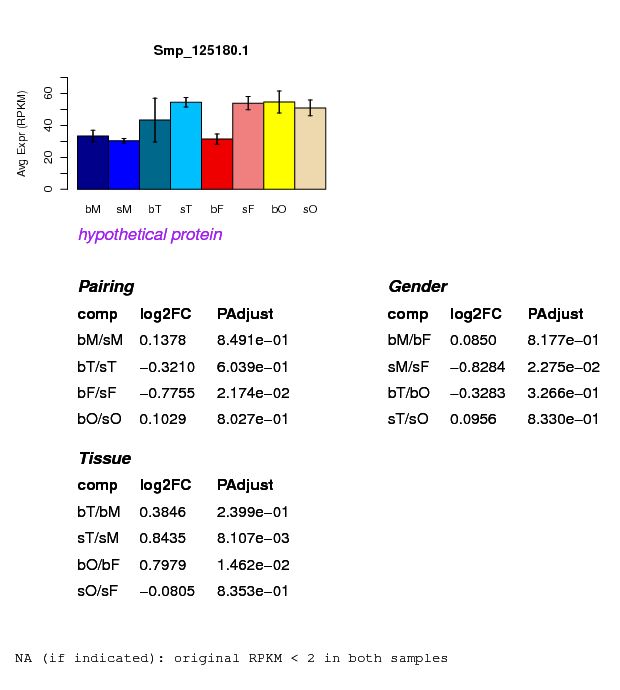 Smp_125180.1
Avg Expr (RPKM)
0 20 40 60
bM sM bT sT bF sF bO sO
hypothetical protein
Pairing
comp log2FC PAdjust
bM/sM 0.1378 8.491e−01
bT/sT −0.3210 6.039e−01
bF/sF −0.7755 2.174e−02
bO/sO 0.1029 8.027e−01
Gender
comp log2FC PAdjust
bM/bF 0.0850 8.177e−01
sM/sF −0.8284 2.275e−02
bT/bO −0.3283 3.266e−01
sT/sO 0.0956 8.330e−01
Tissue
comp log2FC PAdjust
bT/bM 0.3846 2.399e−01
sT/sM 0.8435 8.107e−03
bO/bF 0.7979 1.462e−02
sO/sF −0.0805 8.353e−01
NA (if indicated): original RPKM < 2 in both samples